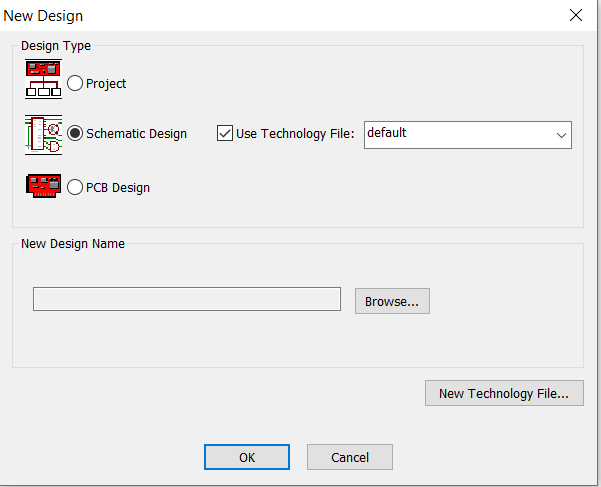 New Design
Design Type
Project
Schematic Design
Use Technology File:
default
PCB Design
New Design Name
Browse...
New Technology File...
OK
Cancel